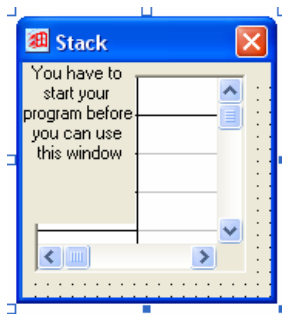 Stack
You have to
start your
program before
you can use
this window